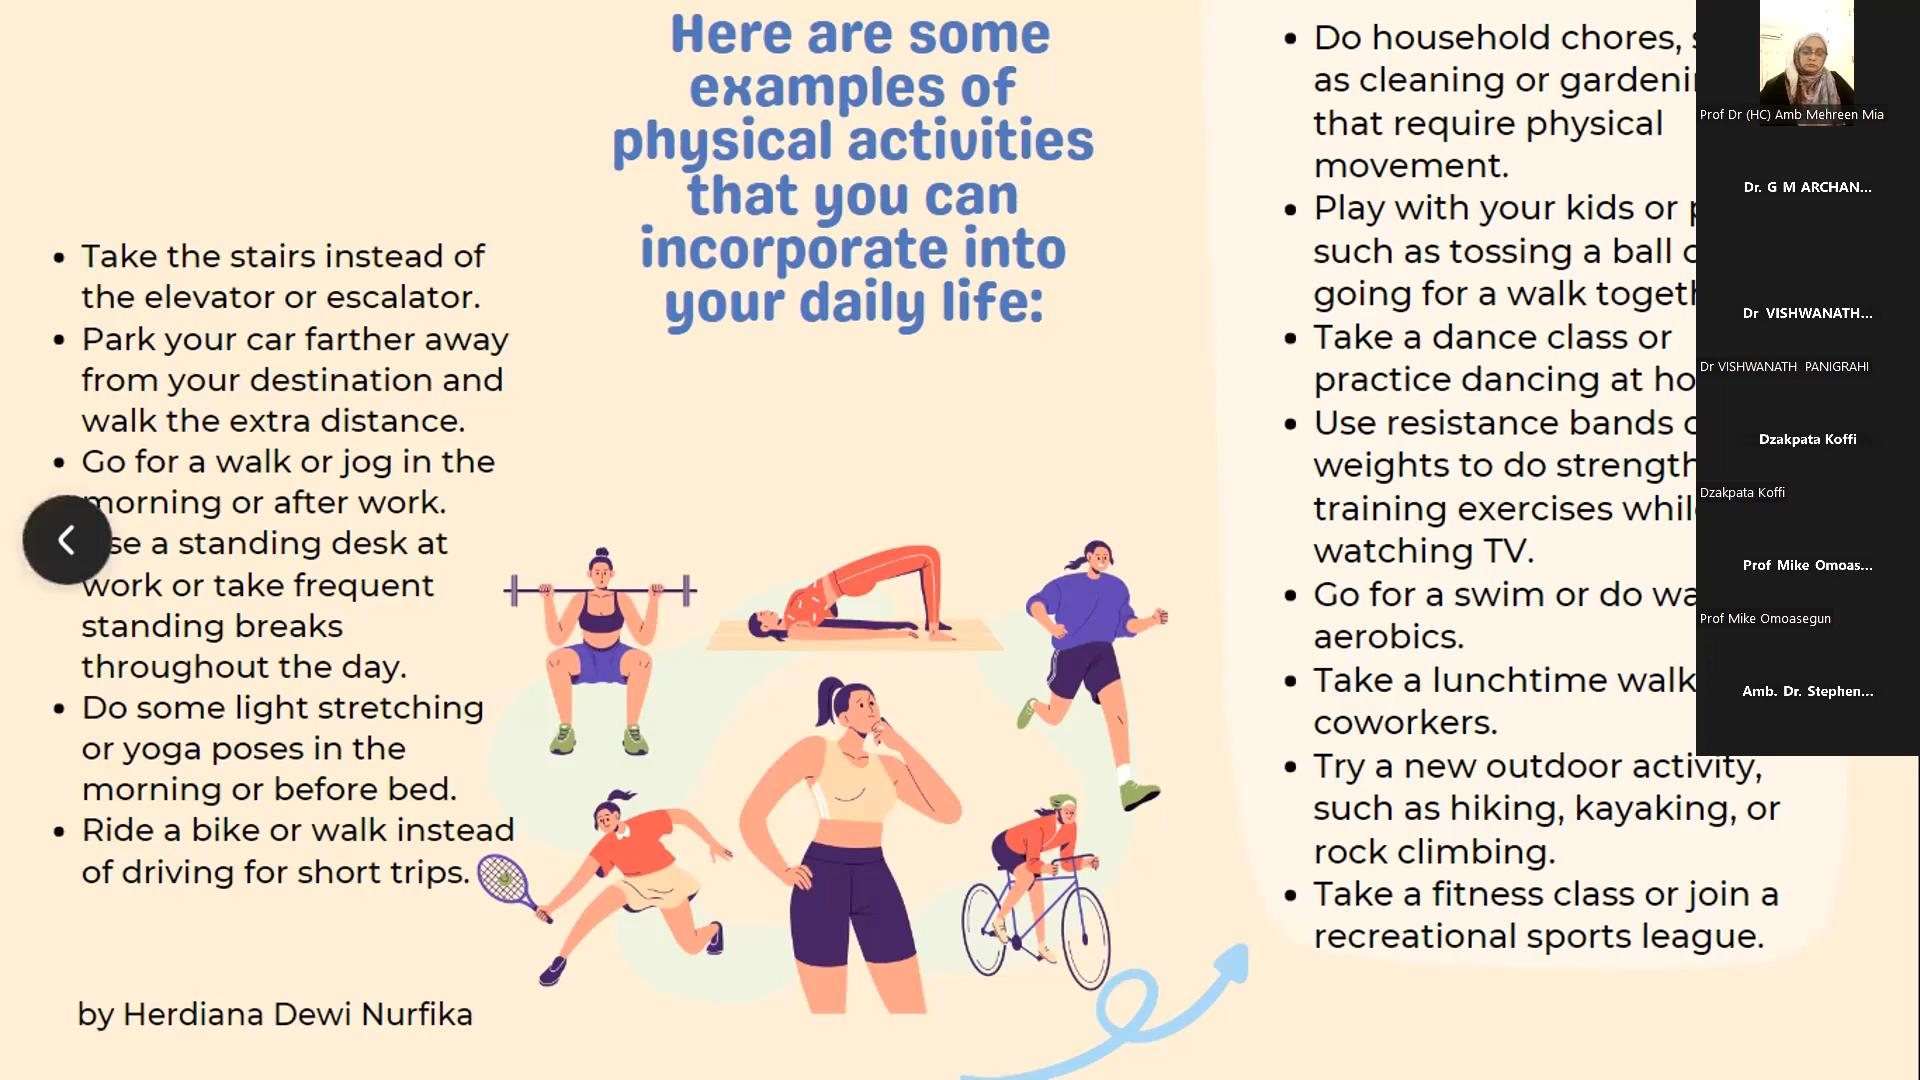 Here are some
examples of
physical activities
that you can
incorporate into
your daily life:
• Take the stairs instead of
the elevator or escalator.
• Park your car farther away
from your destination and
walk the extra distance.
• Go for a walk or jog in the
morning or after work.
se a standing desk at
work or take frequent
standing breaks
throughout the day.
• Do some light stretching
or yoga poses in the
morning or before bed.
• Ride a bike or walk instead
of driving for short trips.
by Herdiana Dewi Nurfika
• Do household chores,
as cleaning or
that require physical
movement.
• Play with your kids or
such as tossing a ball
going for a walk
• Take a dance class or
practice dancing at
• Use resistance bands
weights to do strength
training exercises
watching TV.
• Go for a swim or do
aerobics.
• Take a lunchtime walk
coworkers.
• Try a new outdoor activity,
such as hiking, kayaking, or
rock climbing.
• Take a fitness class or join a
recreational sports league.
Prof Dr (HC) Amb Mehreen Mia
Dr. G M ARCHAN...
Dr VISHWANATH...
Dr VISHWANATH PANIGRAHI
Dzakpata Koffi
Dzakpata Koffi
Prof Mike Omoas...
Prof Mike Omoasegun
Amb. Dr. Stephen...